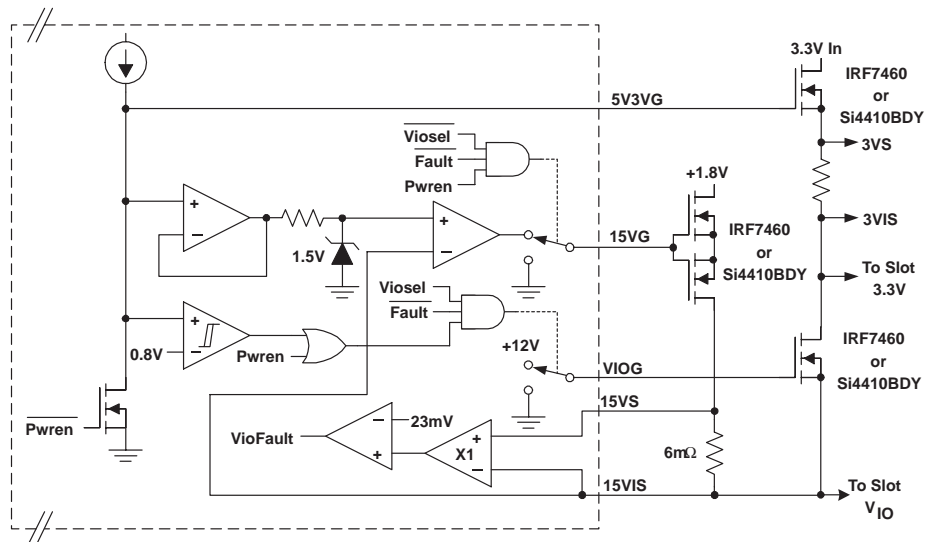 3.3V In
IRF7460
or
Si4410BDY
5V3VG
Viosel
3VS
Fault
Pwren
+1.8V
3VIS
IRF7460
or
Si4410BDY
+
–
1.5V
+
–
15VG
To Slot
3.3V
Viosel
Fault
+
–
0.8V
Pwren
+12V
VIOG
IRF7460
or
Si4410BDY
Pwren
15VS
VioFault
–
23mV
+
X1
+
–
6mΩ
15VIS
To Slot
VIO